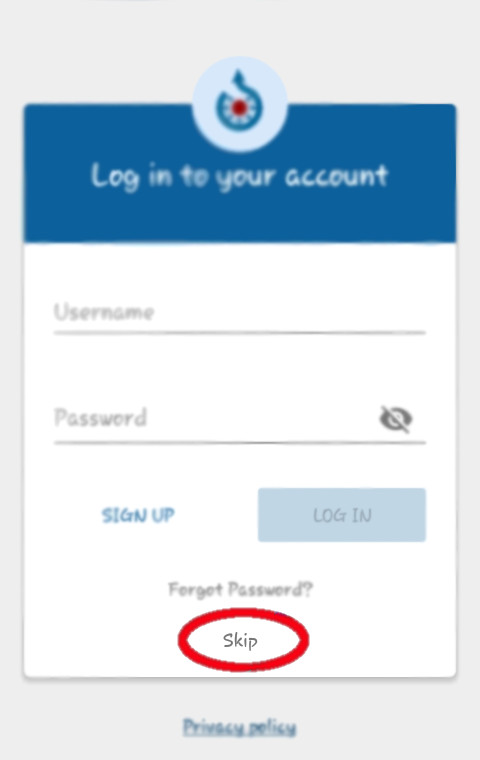 Log in to your account
Username
Password
SIGN UP LOG IN
Forgot Password?
Skip
Privacy policy